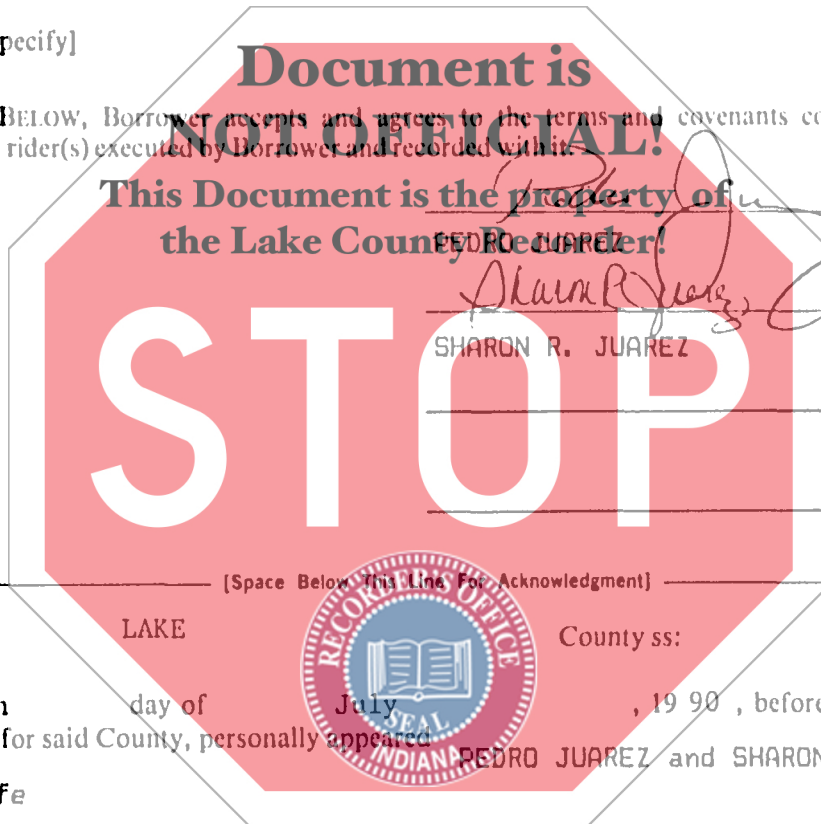 pecify]
Document is
BELOW, Borrower accepts and agrees to the terms and covenants co
NOT OFFICIAL!
rider(s) executed by Borrower and recorded with it.
This Document is the property of
the Lake County Recorder!
PEDRO JUAREZ
Sharon R. Juarez
SHARON R. JUAREZ
STOP
[Space Below This Line For Acknowledgment]
RECORDER'S OFFICE
LAKE County ss:
day of July , 19 90 , before
SEAL
for said County, personally appeared PEDRO JUAREZ and SHARON
INDIANA
fe